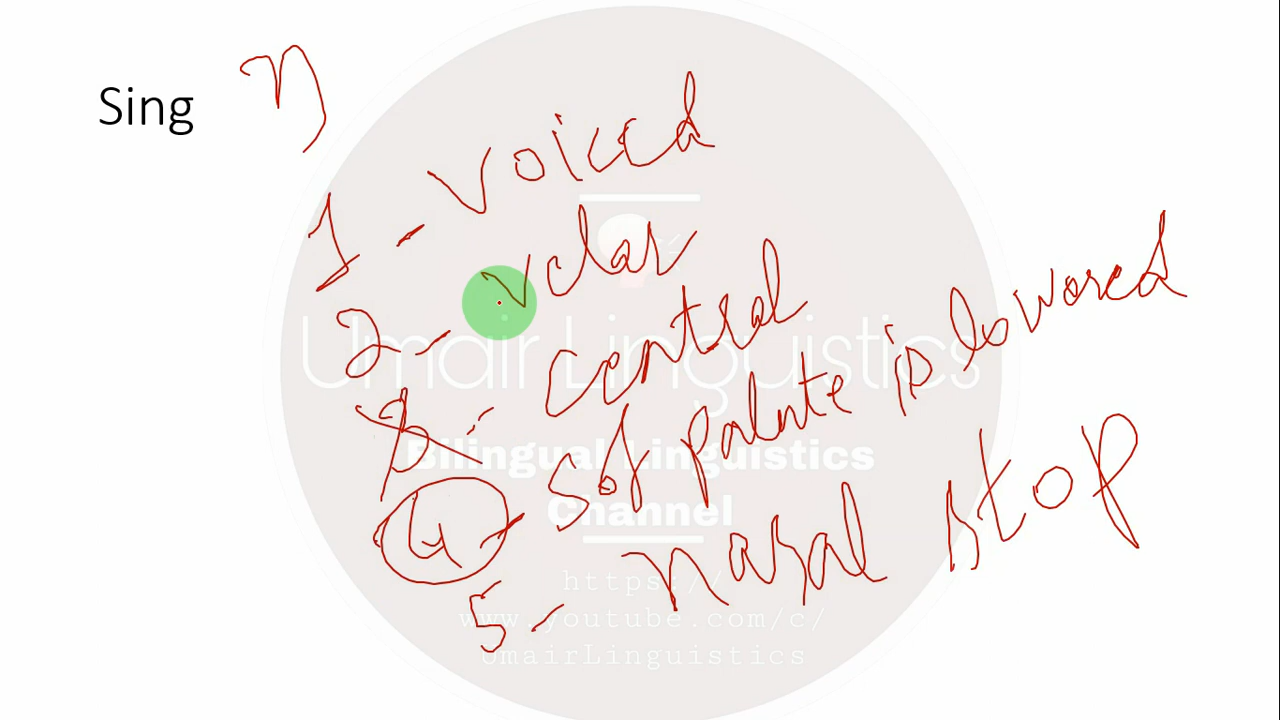 Sing ŋ
1 - Voiced
2 - Velar
3 - Central
4 - Sof palate is lowered
5 - nasal stop
Umair Linguistics
Bilingual Linguistics
Channel
https://
www.youtube.com/c/
UmairLinguistics